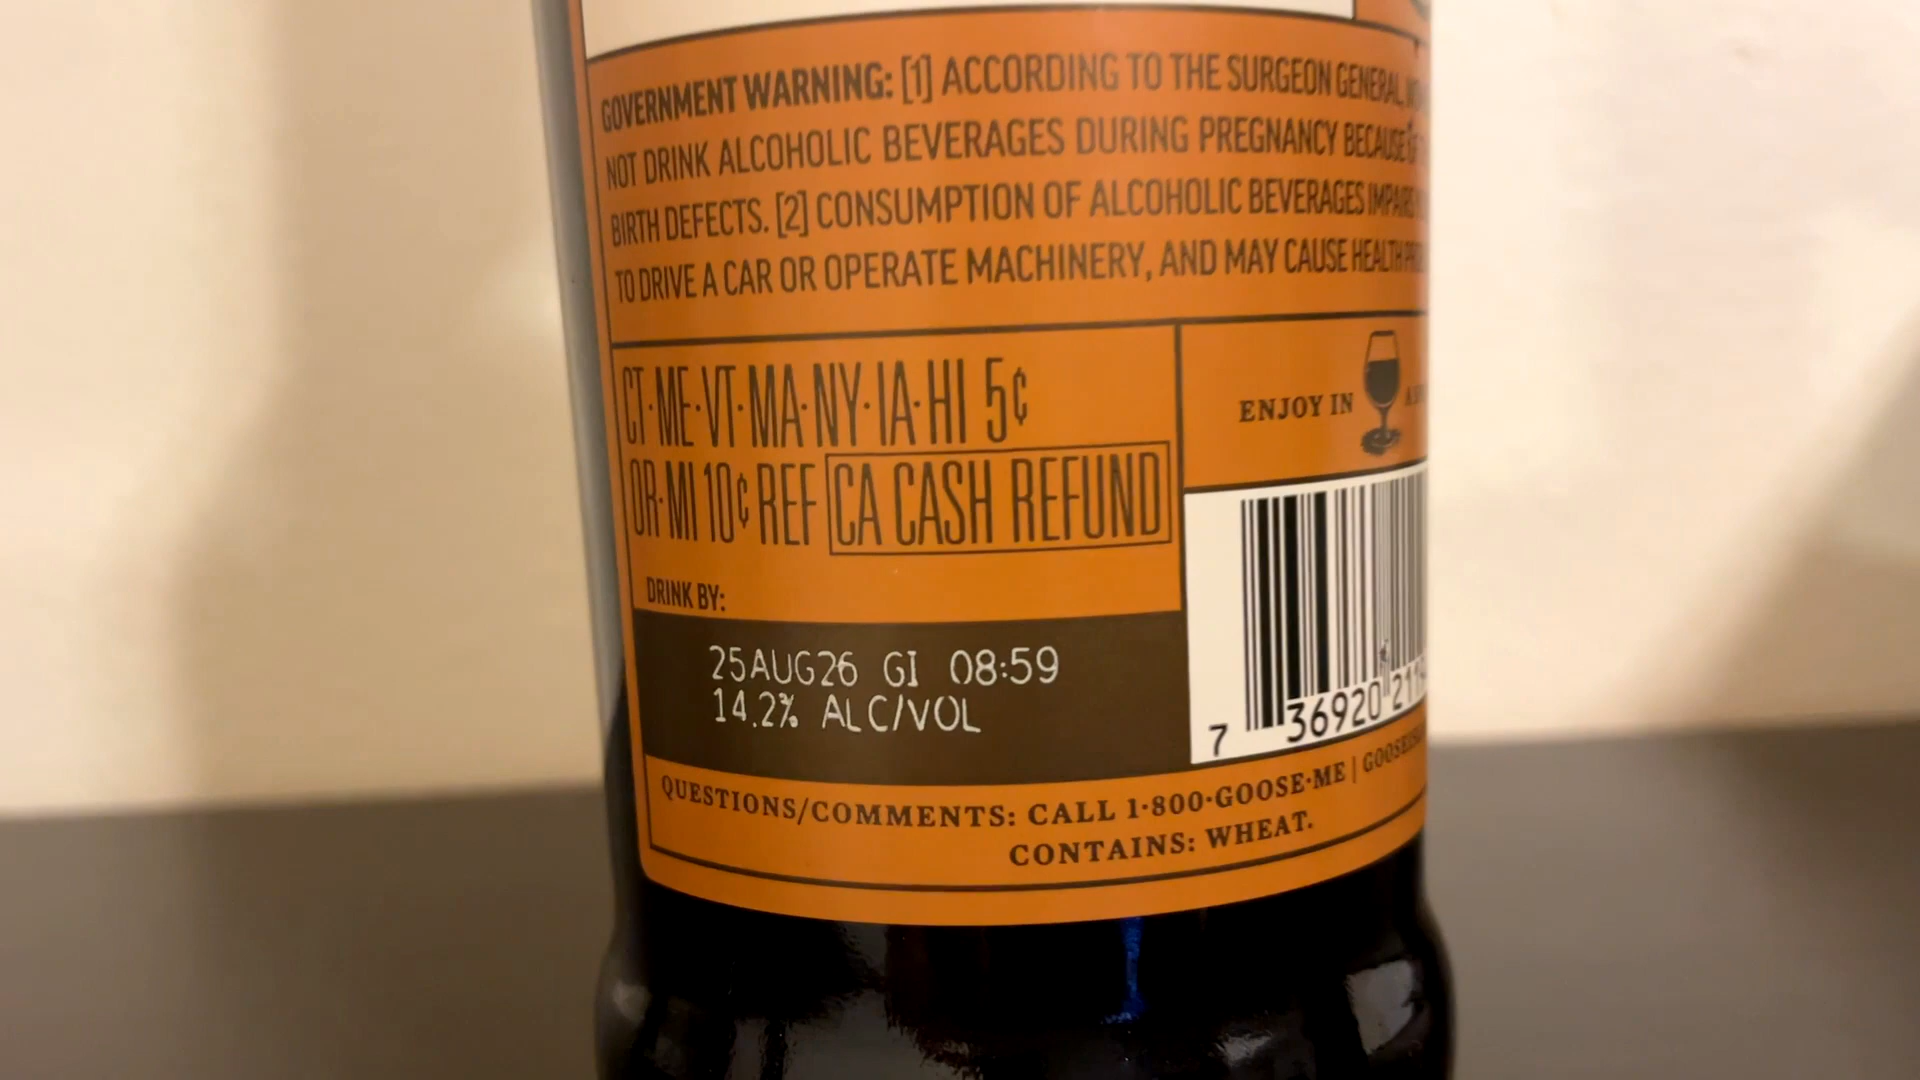 GOVERNMENT WARNING: [1] ACCORDING TO THE SURGEON GENERAL,
NOT DRINK ALCOHOLIC BEVERAGES DURING PREGNANCY BECAUSE OF
BIRTH DEFECTS. [2] CONSUMPTION OF ALCOHOLIC BEVERAGES IMPAIRS
TO DRIVE A CAR OR OPERATE MACHINERY, AND MAY CAUSE HEALTH
CT·ME·VT·MA·NY·IA·HI 5¢
OR·MI 10¢ REF CA CASH REFUND
ENJOY IN
DRINK BY:
25AUG26 GI 08:59
14.2% ALC/VOL
7 36920 211
QUESTIONS/COMMENTS: CALL 1·800·GOOSE·ME |
CONTAINS: WHEAT.